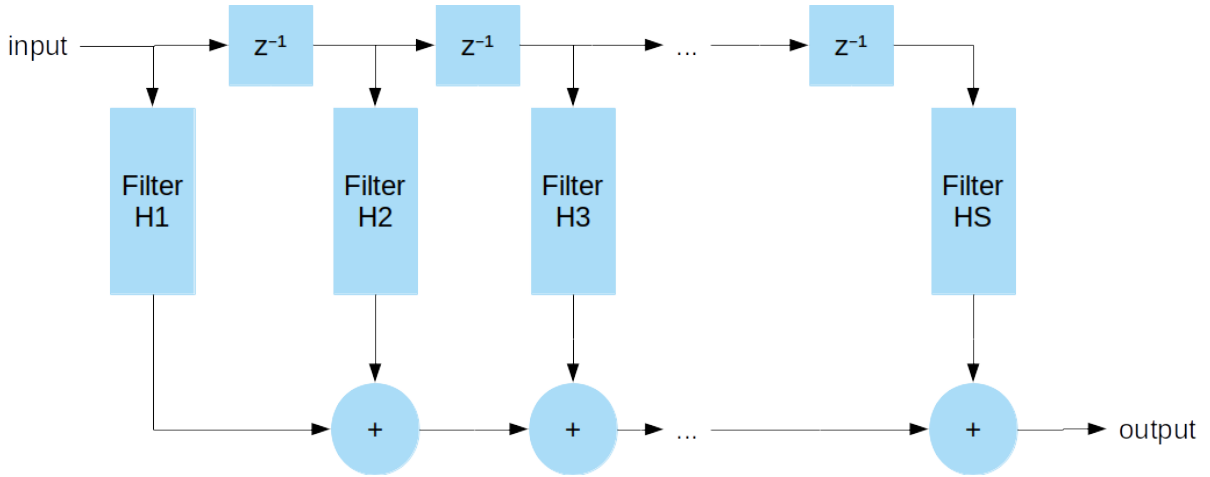 input
z⁻¹
z⁻¹
...
z⁻¹
Filter
H1
Filter
H2
Filter
H3
Filter
HS
+
+
...
+
output